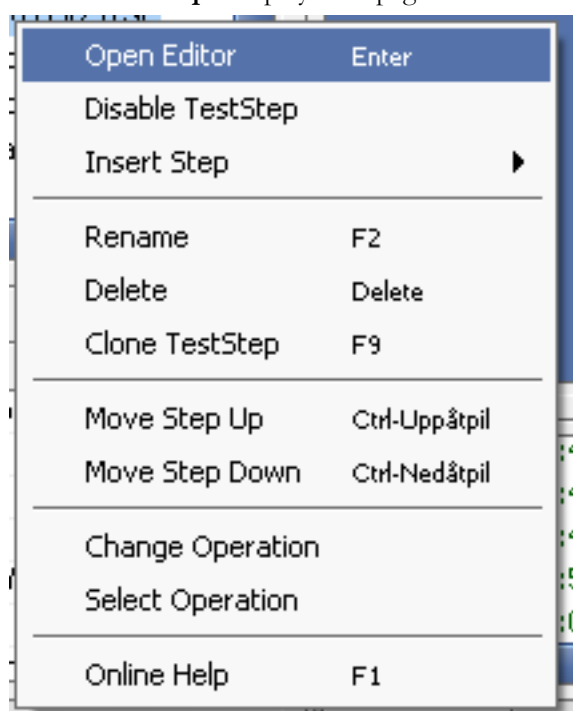 Open Editor Enter
Disable TestStep
Insert Step
Rename F2
Delete Delete
Clone TestStep F9
Move Step Up Ctrl-Uppåtpil
Move Step Down Ctrl-Nedåtpil
Change Operation
Select Operation
Online Help F1